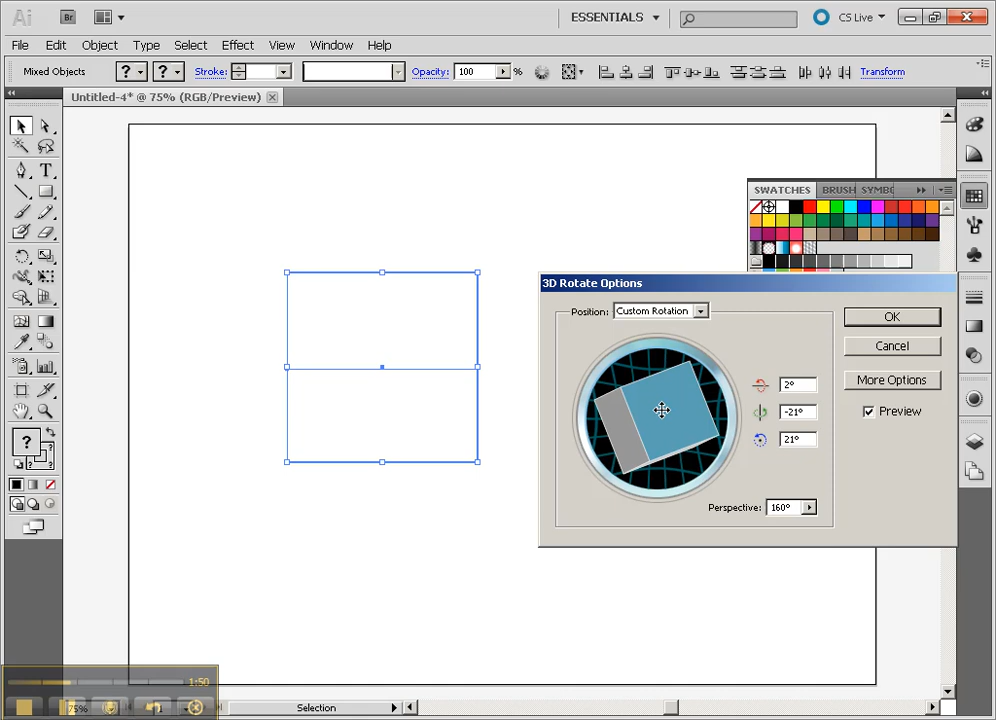 Ai Br ESSENTIALS CS Live
File Edit Object Type Select Effect View Window Help
Mixed Objects ? ? Stroke: Opacity: 100 % Transform
Untitled-4* @ 75% (RGB/Preview)
SWATCHES BRUSH SYMBO
3D Rotate Options
Position: Custom Rotation
OK
Cancel
More Options
Preview
2°
-21°
21°
Perspective: 160°
T
?
1:50
75% 1 Selection